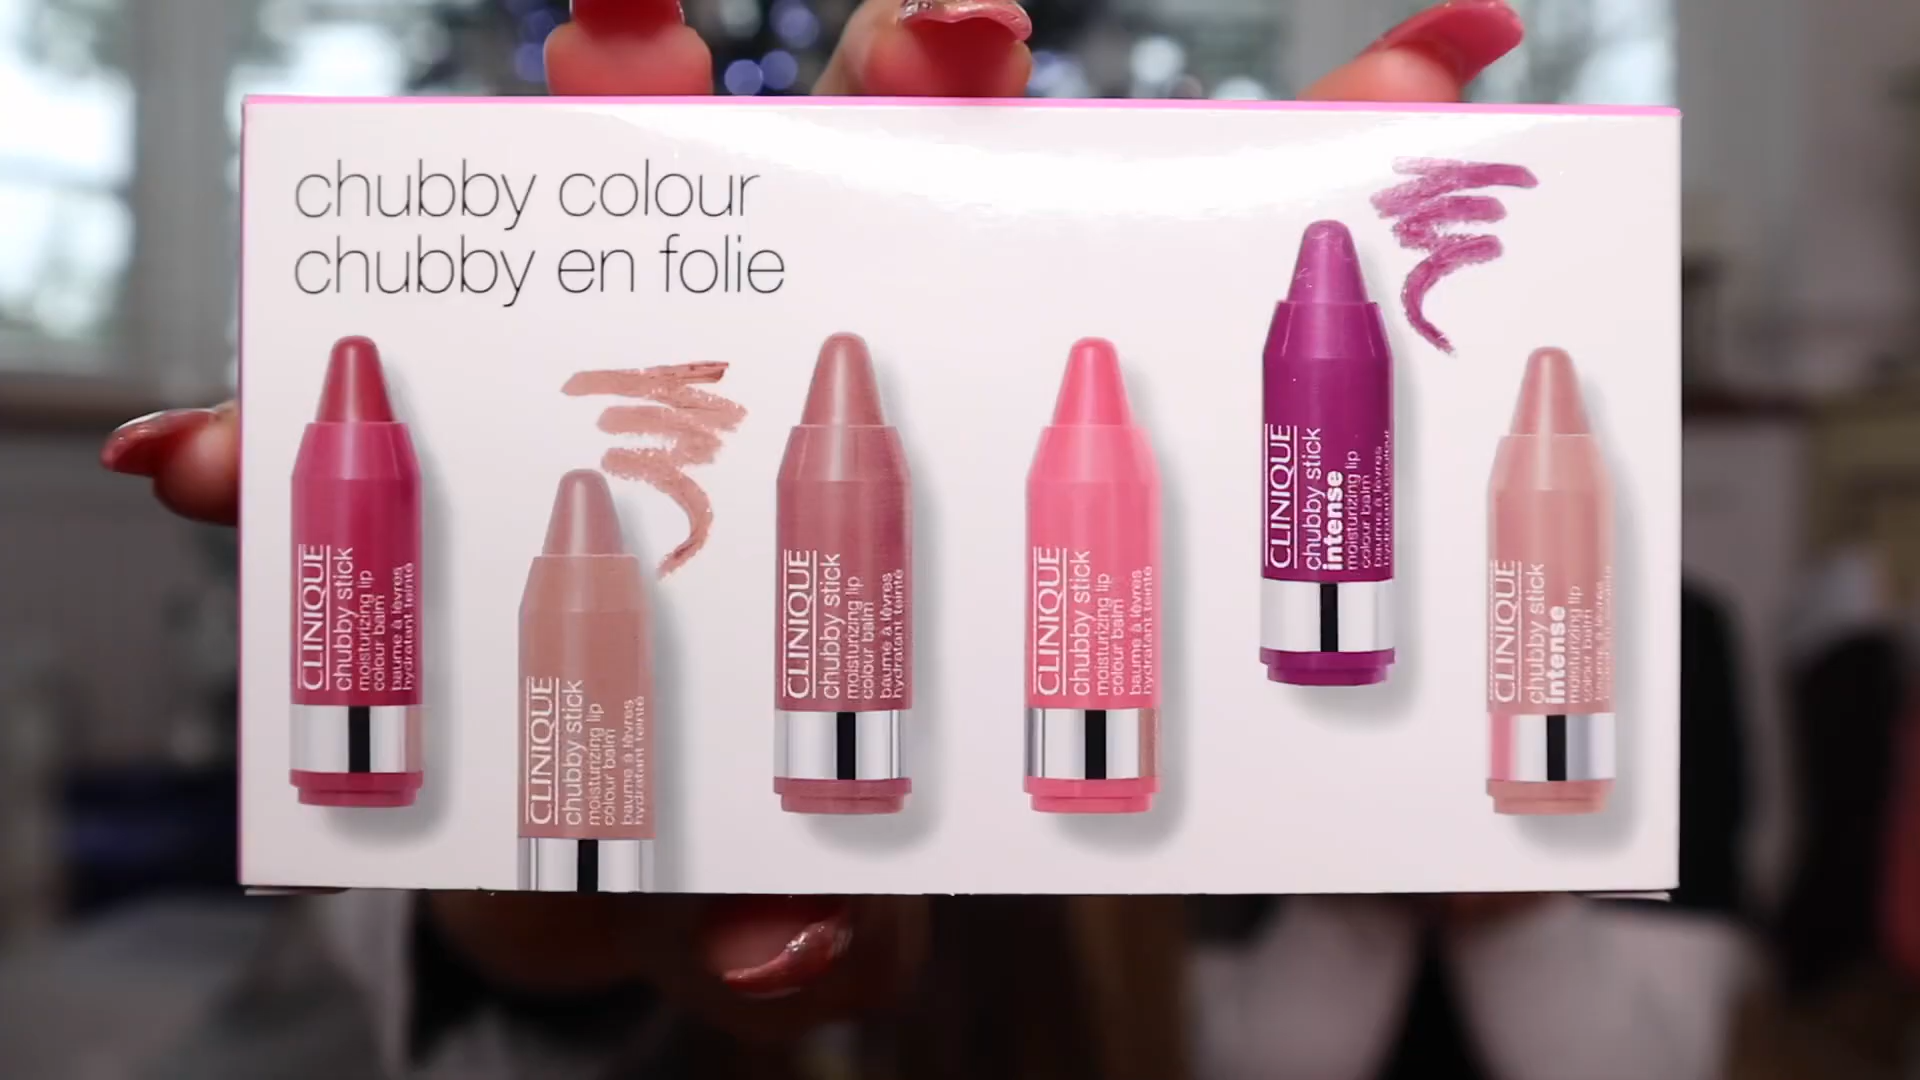 chubby colour
chubby en folie
CLINIQUE
chubby stick
moisturizing lip
colour balm
baume à lèvres
hydratant teinté
CLINIQUE
chubby stick
moisturizing lip
colour balm
baume à lèvres
hydratant teinté
CLINIQUE
chubby stick
moisturizing lip
colour balm
baume à lèvres
hydratant teinté
CLINIQUE
chubby stick
moisturizing lip
colour balm
baume à lèvres
hydratant teinté
CLINIQUE
chubby stick
intense
moisturizing lip
colour balm
baume à lèvres
CLINIQUE
chubby stick
intense
moisturizing lip
colour balm